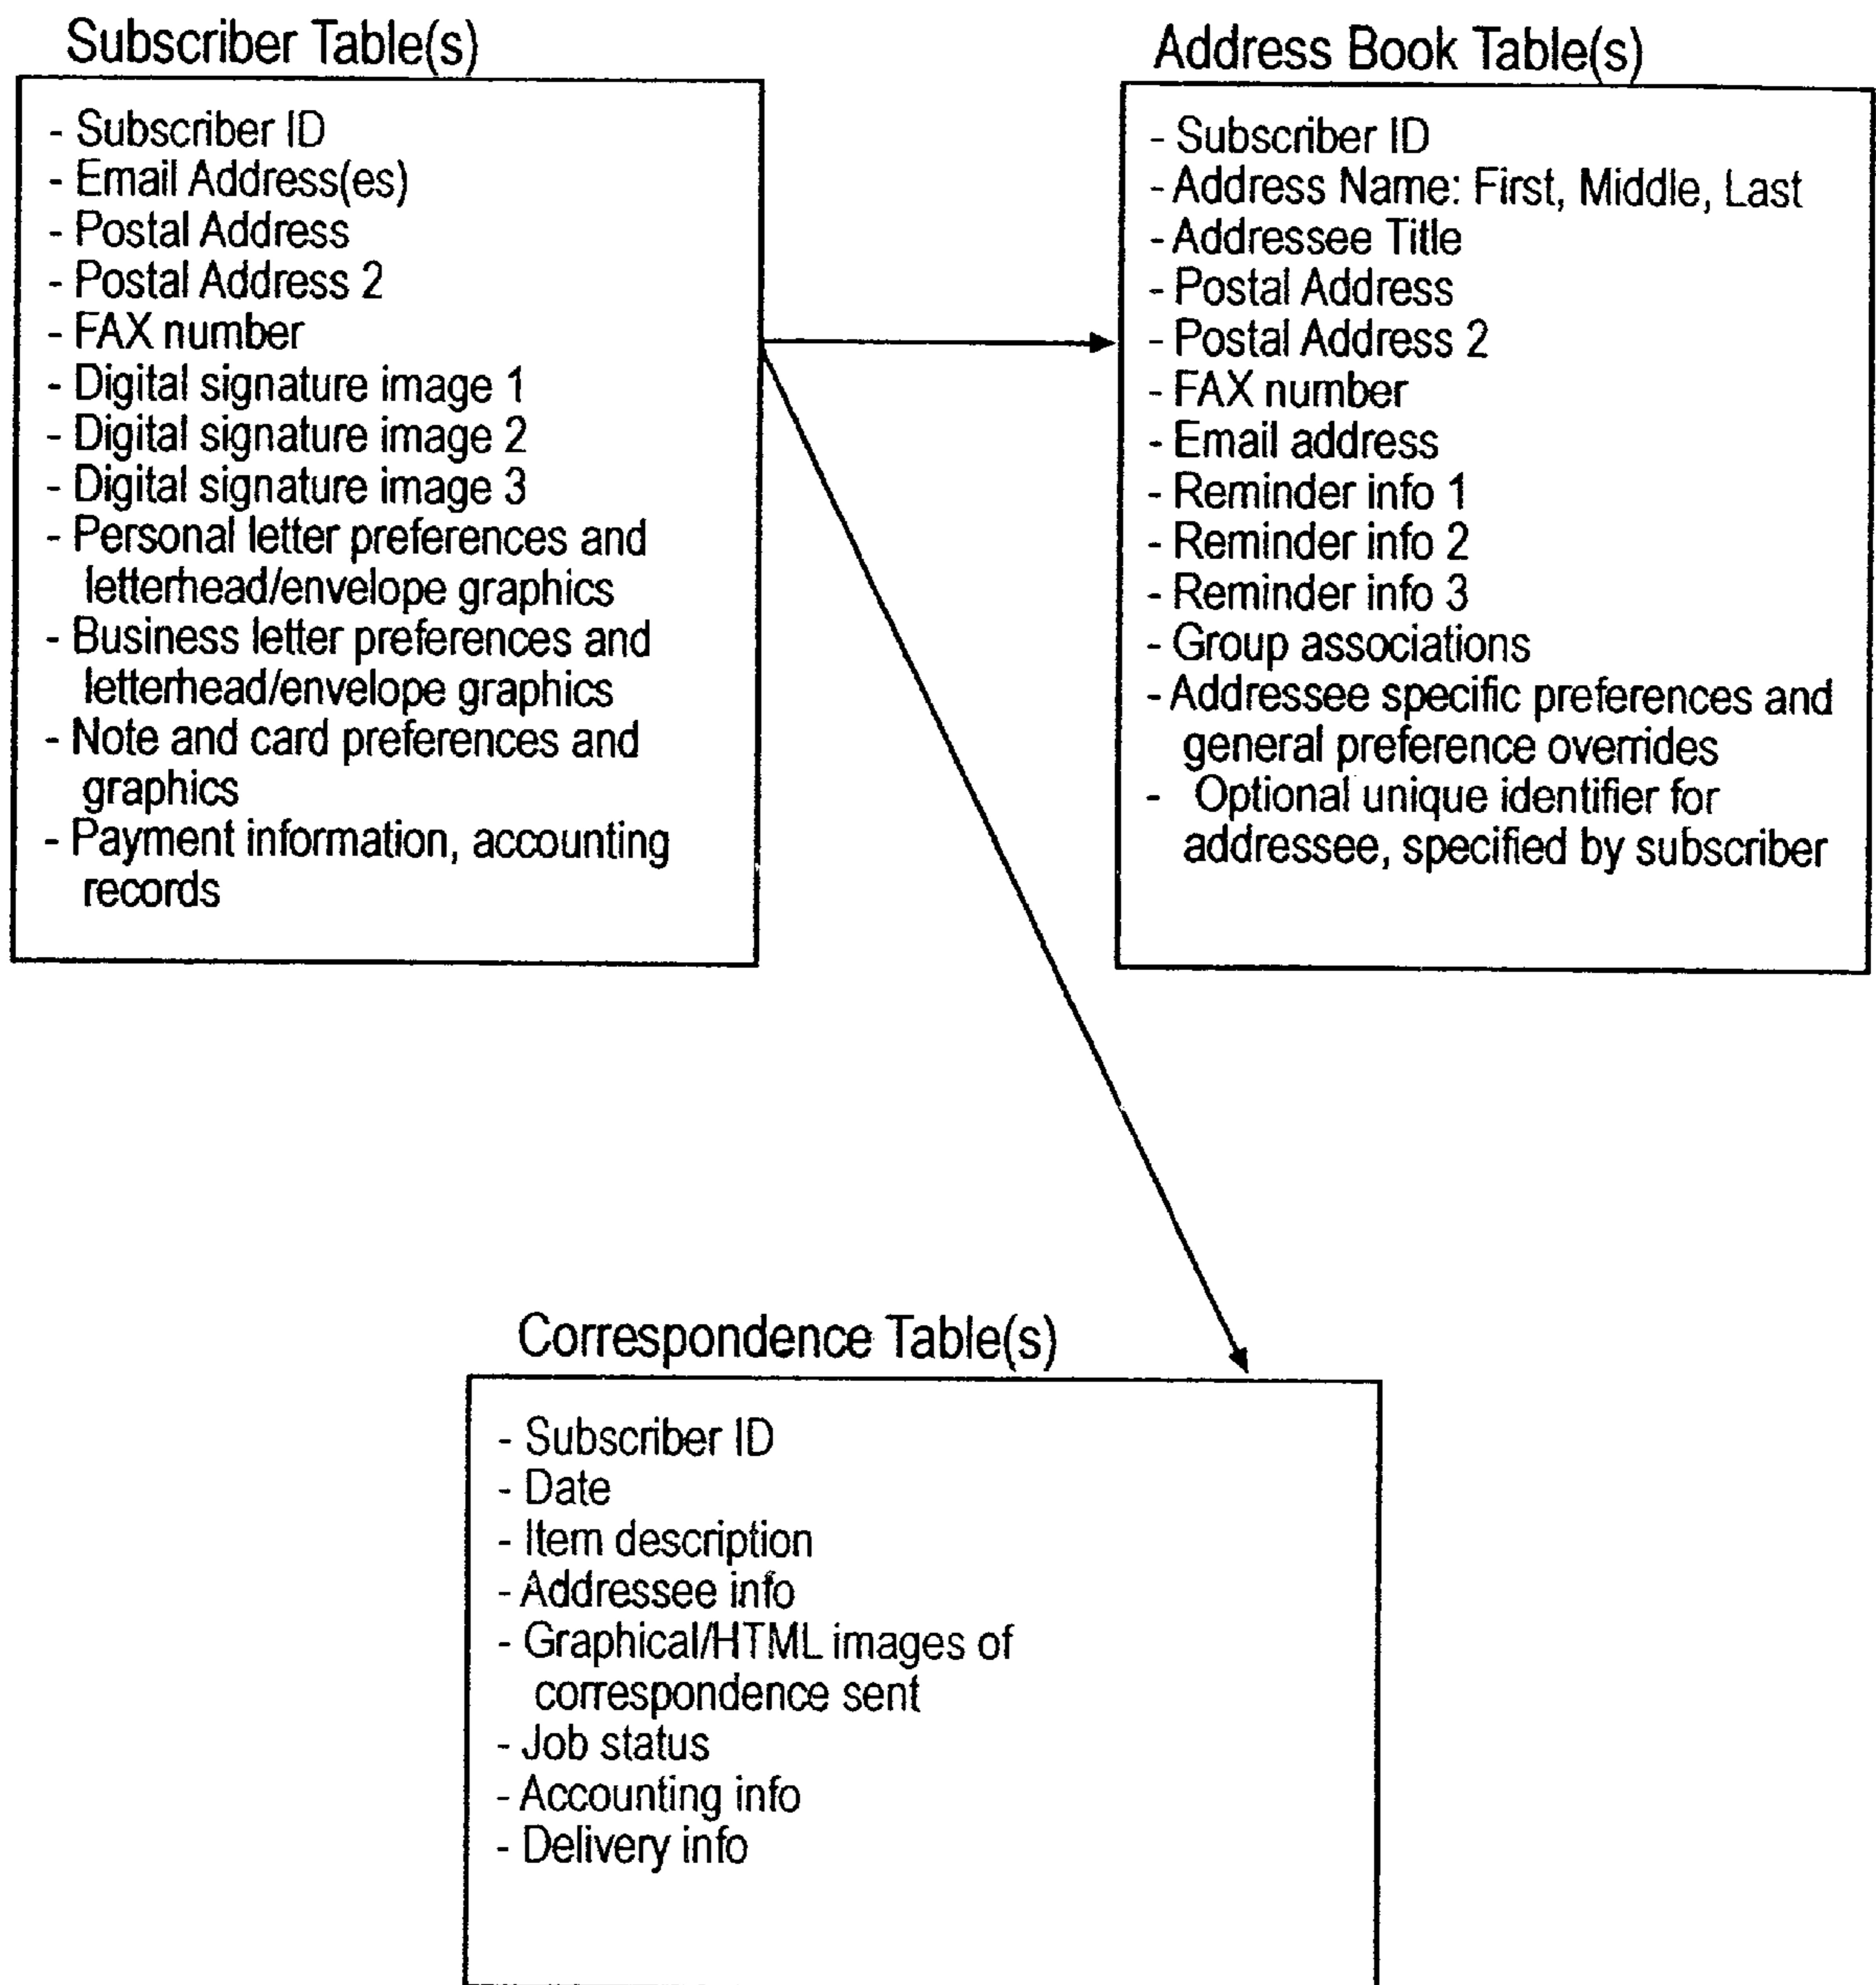 Subscriber Table(s)
- Subscriber ID
- Email Address(es)
- Postal Address
- Postal Address 2
- FAX number
- Digital signature image 1
- Digital signature image 2
- Digital signature image 3
- Personal letter preferences and
letterhead/envelope graphics
- Business letter preferences and
letterhead/envelope graphics
- Note and card preferences and
graphics
- Payment information, accounting
records
Address Book Table(s)
- Subscriber ID
- Address Name: First, Middle, Last
- Addressee Title
- Postal Address
- Postal Address 2
- FAX number
- Email address
- Reminder info 1
- Reminder info 2
- Reminder info 3
- Group associations
- Addressee specific preferences and
general preference overrides
- Optional unique identifier for
addressee, specified by subscriber
Correspondence Table(s)
- Subscriber ID
- Date
- Item description
- Addressee info
- Graphical/HTML images of
correspondence sent
- Job status
- Accounting info
- Delivery info